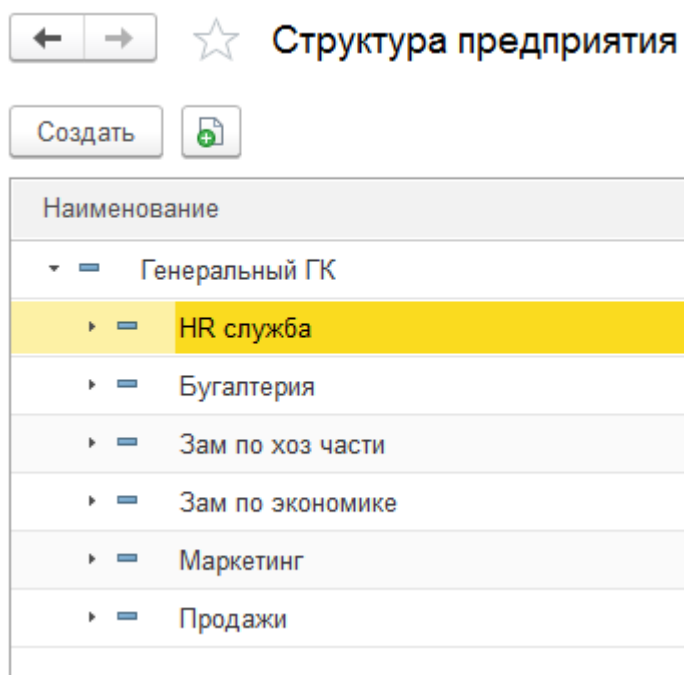 Структура предприятия
Создать
Наименование
Генеральный ГК
HR служба
Бугалтерия
Зам по хоз части
Зам по экономике
Маркетинг
Продажи